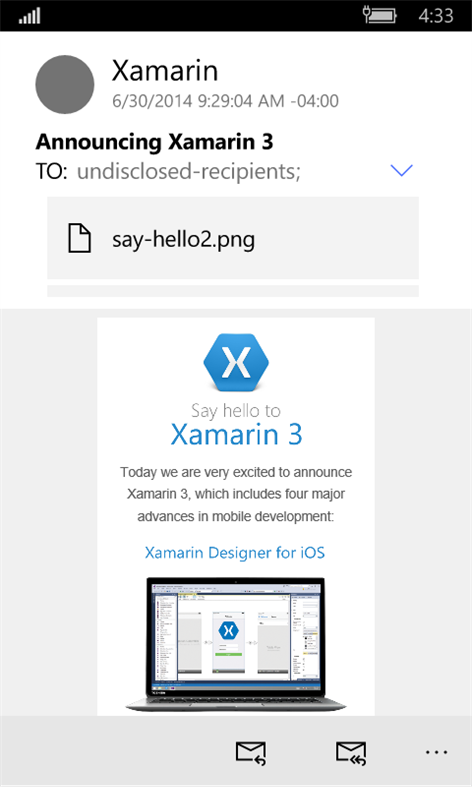 4:33
Xamarin
6/30/2014 9:29:04 AM -04:00
Announcing Xamarin 3
TO: undisclosed-recipients;
say-hello2.png
X
Say hello to
Xamarin 3
Today we are very excited to announce
Xamarin 3, which includes four major
advances in mobile development:
Xamarin Designer for iOS
X